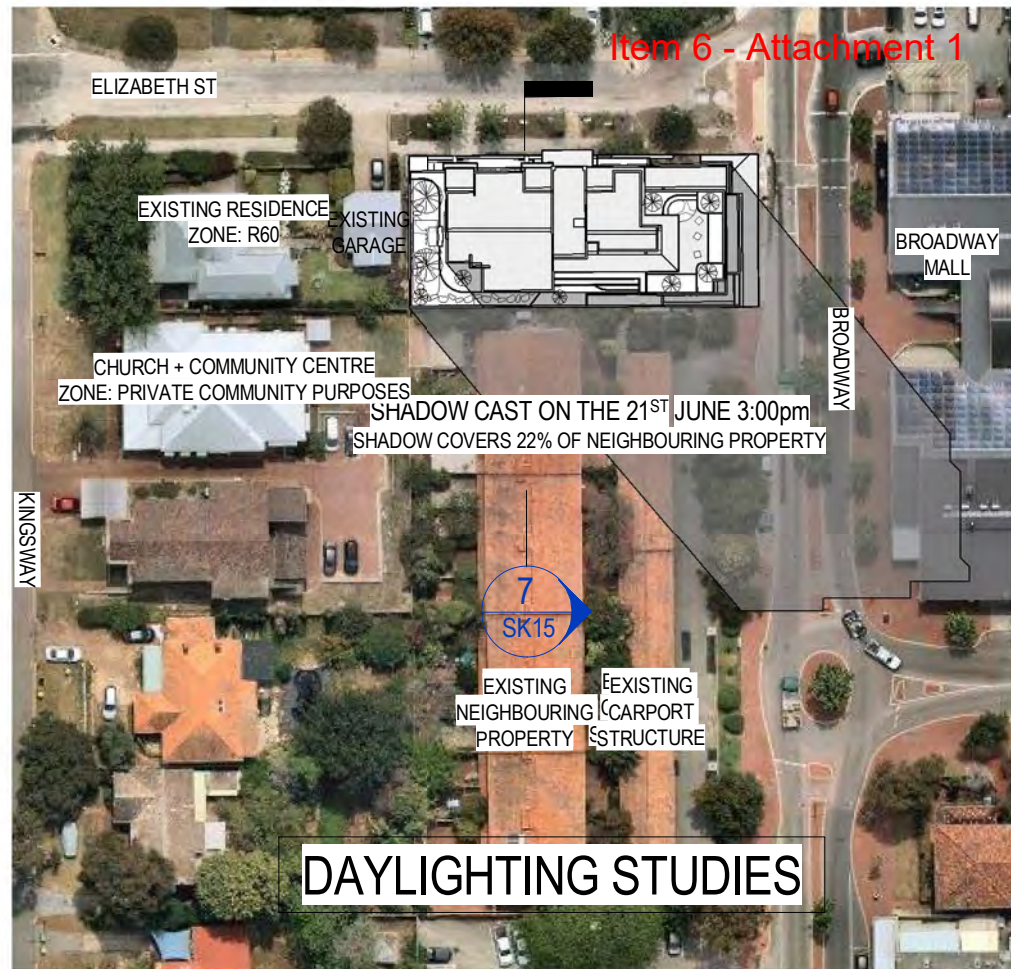 Item 6 - Attachment 1
ELIZABETH ST
EXISTING RESIDENCE
ZONE: R60
EXISTING
GARAGE
BROADWAY
MALL
BROADWAY
CHURCH + COMMUNITY CENTRE
ZONE: PRIVATE COMMUNITY PURPOSES
SHADOW CAST ON THE 21ST JUNE 3:00pm
SHADOW COVERS 22% OF NEIGHBOURING PROPERTY
KINGSWAY
7
SK15
EXISTING
NEIGHBOURING
PROPERTY
EXISTING
CARPORT
STRUCTURE
DAYLIGHTING STUDIES